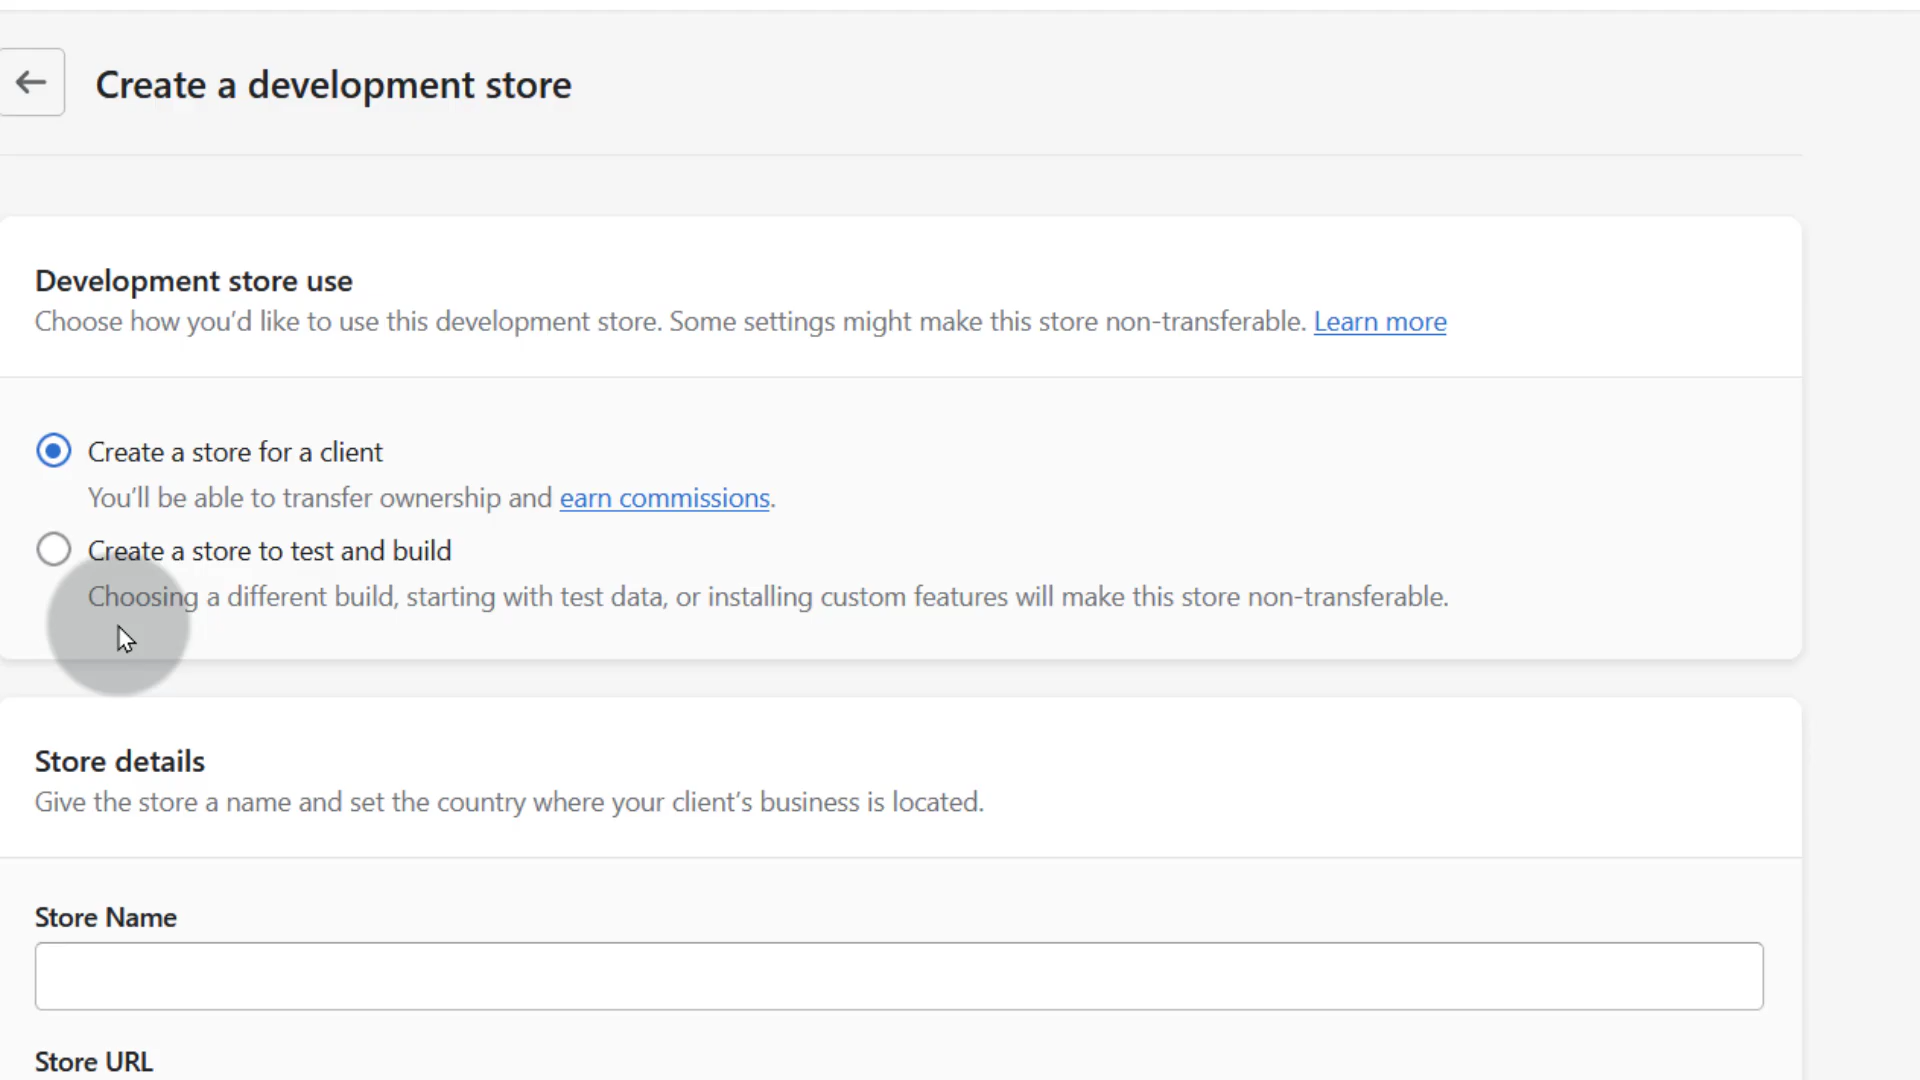 Create a development store
Development store use
Choose how you’d like to use this development store. Some settings might make this store non-transferable. Learn more
Create a store for a client
You’ll be able to transfer ownership and earn commissions.
Create a store to test and build
Choosing a different build, starting with test data, or installing custom features will make this store non-transferable.
Store details
Give the store a name and set the country where your client’s business is located.
Store Name
Store URL